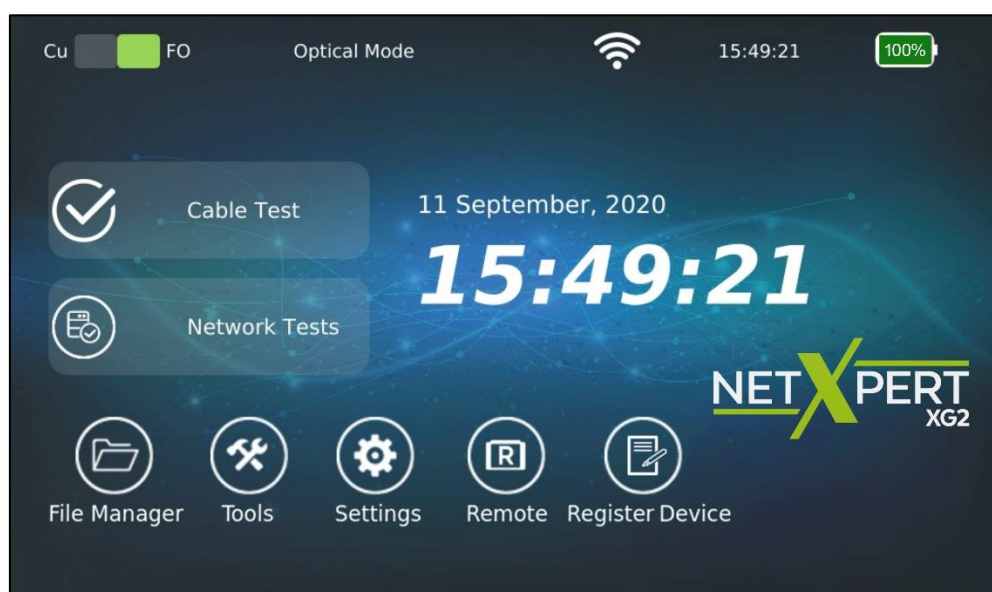 Cu FO Optical Mode 15:49:21 100%
Cable Test
11 September, 2020
15:49:21
Network Tests
NETXPERT
XG2
R
File Manager Tools Settings Remote Register Device